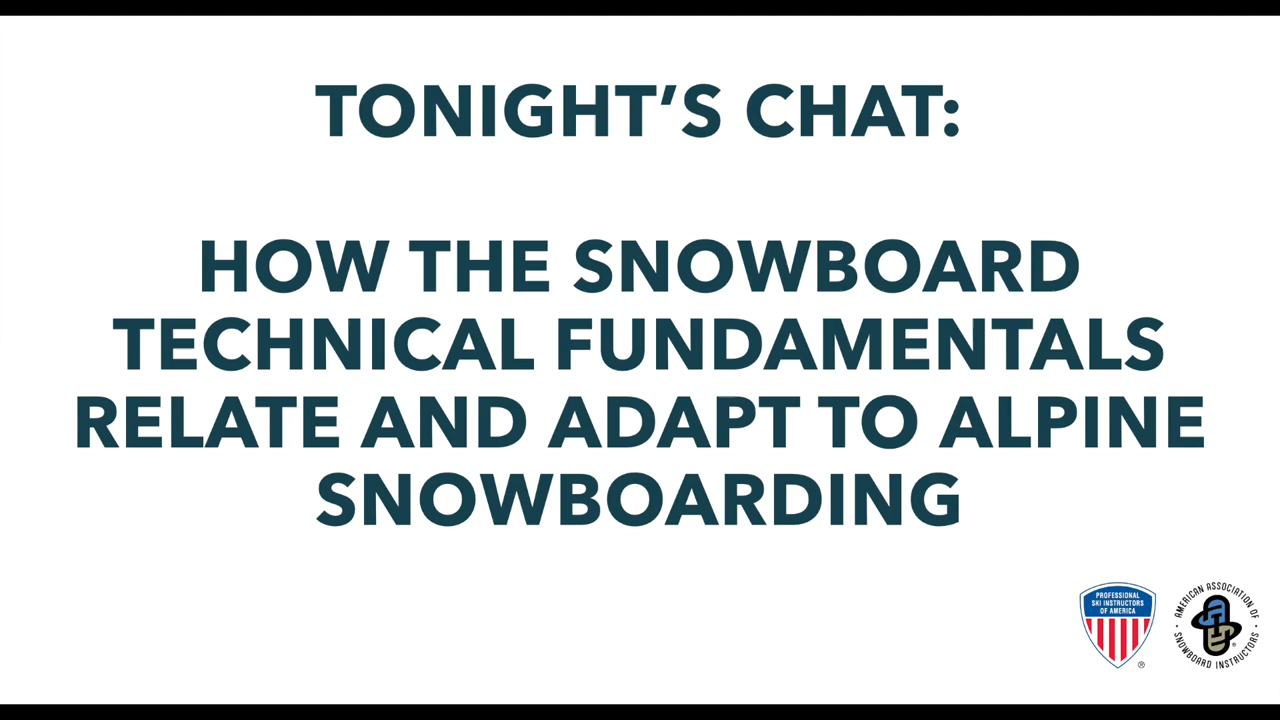 TONIGHT’S CHAT:
HOW THE SNOWBOARD
TECHNICAL FUNDAMENTALS
RELATE AND ADAPT TO ALPINE
SNOWBOARDING
PROFESSIONAL
SKI INSTRUCTORS
OF AMERICA
®
AMERICAN ASSOCIATION OF
SNOWBOARD INSTRUCTORS
®